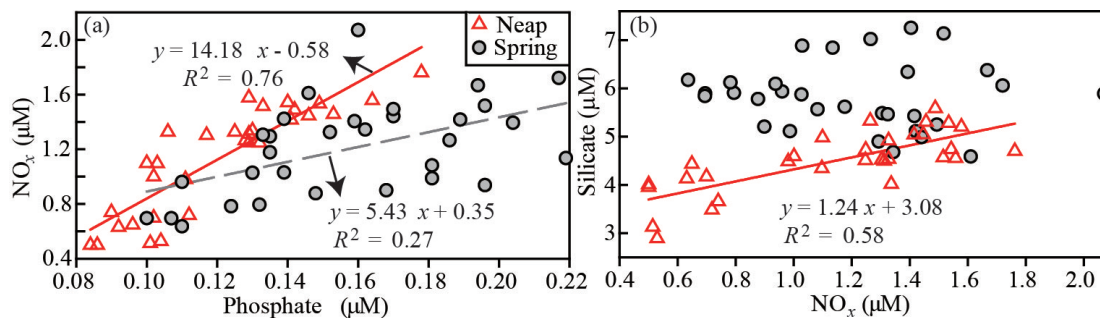 (a)
Neap
Spring
y = 14.18 x - 0.58
R² = 0.76
y = 5.43 x + 0.35
R² = 0.27
2.0
1.6
1.2
0.8
0.4
NOx (μM)
0.08 0.10 0.12 0.14 0.16 0.18 0.20 0.22
Phosphate (μM)
(b)
y = 1.24 x + 3.08
R² = 0.58
7
6
5
4
3
Silicate (μM)
0.4 0.6 0.8 1.0 1.2 1.4 1.6 1.8 2.0
NOx (μM)